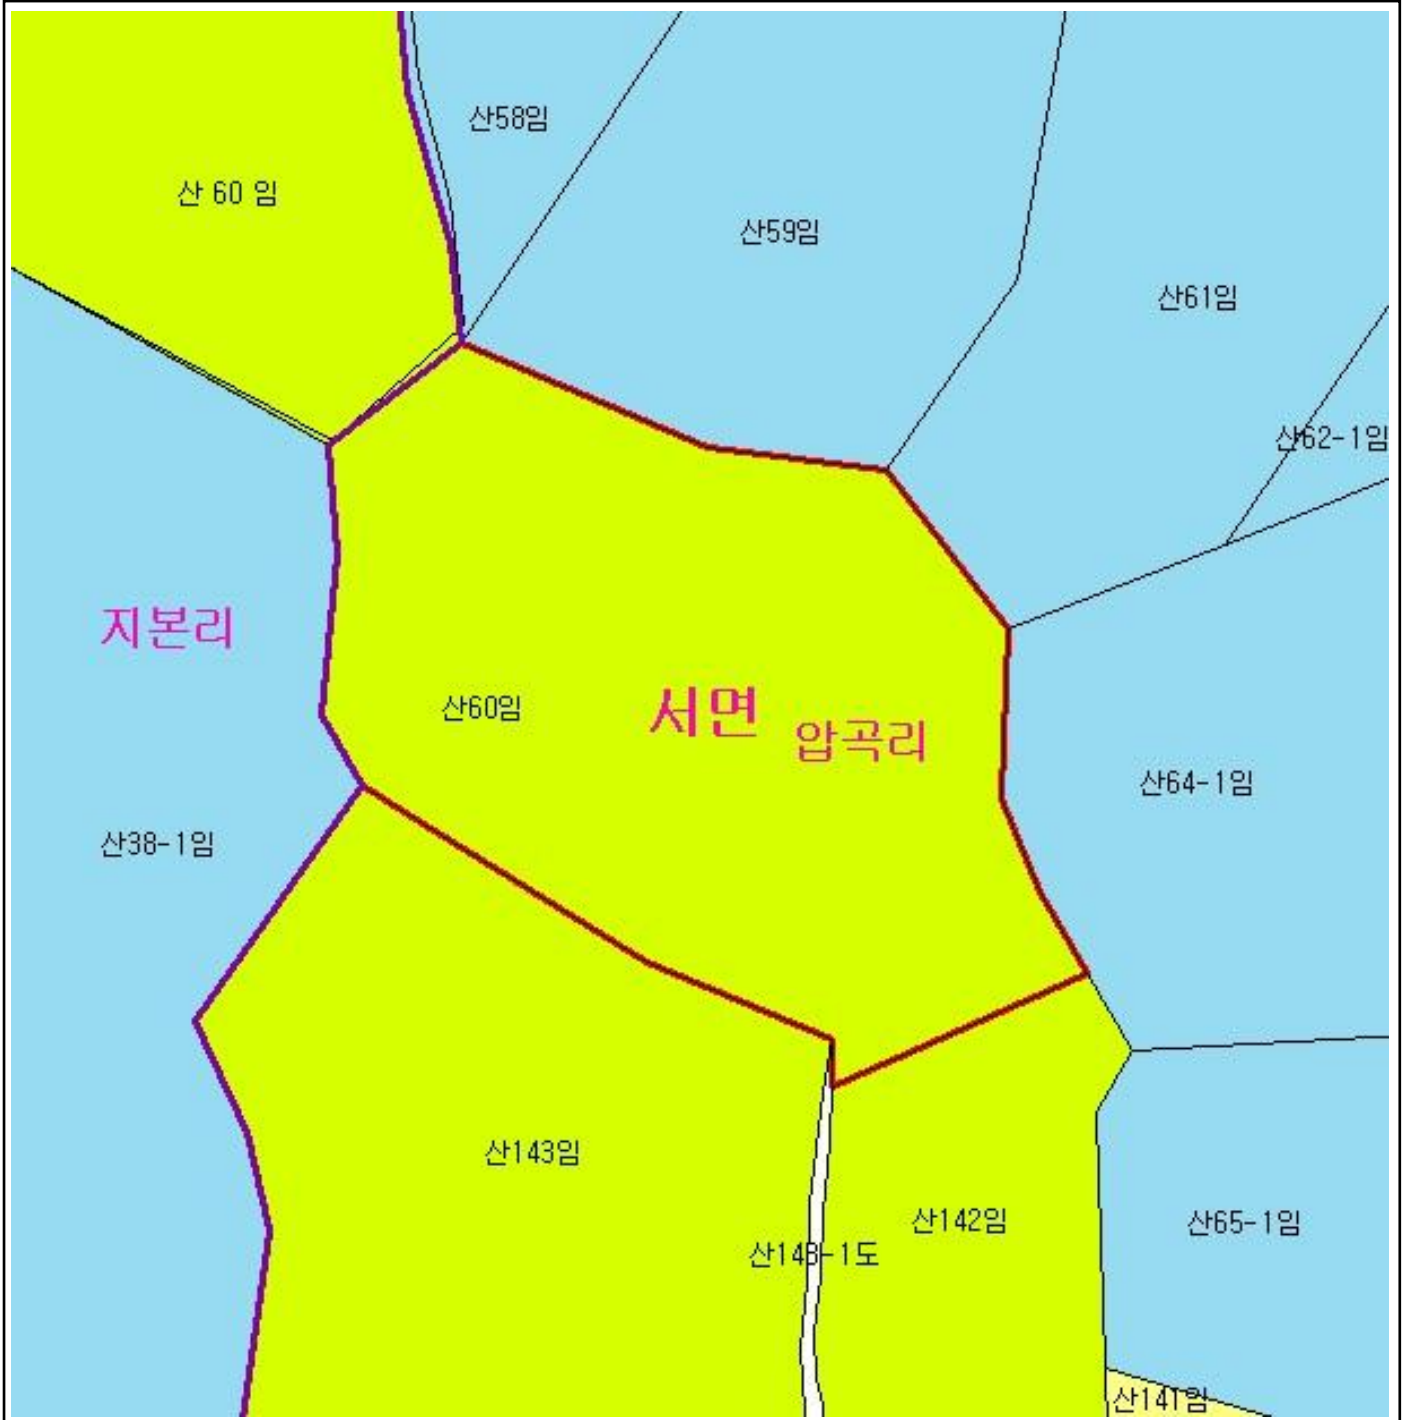 산58임
산 60 임
산59임
산61임
산62-1임
지본리
산60임
서면
압곡리
산64-1임
산38-1임
산143임
산142임
산65-1임
산143-1도
산141임